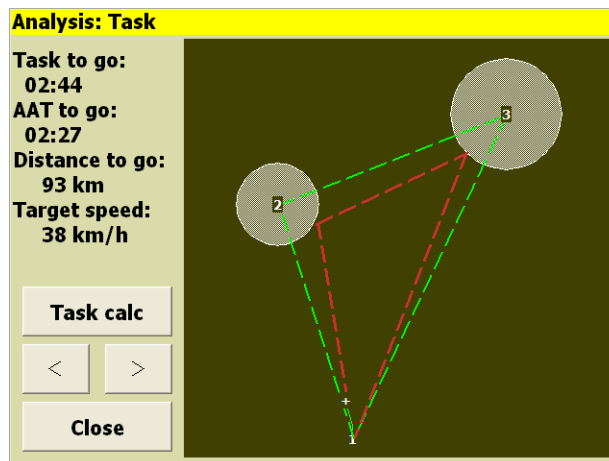 Analysis: Task
Task to go:
02:44
AAT to go:
02:27
Distance to go:
93 km
Target speed:
38 km/h
Task calc
< >
Close
3
2
+
1